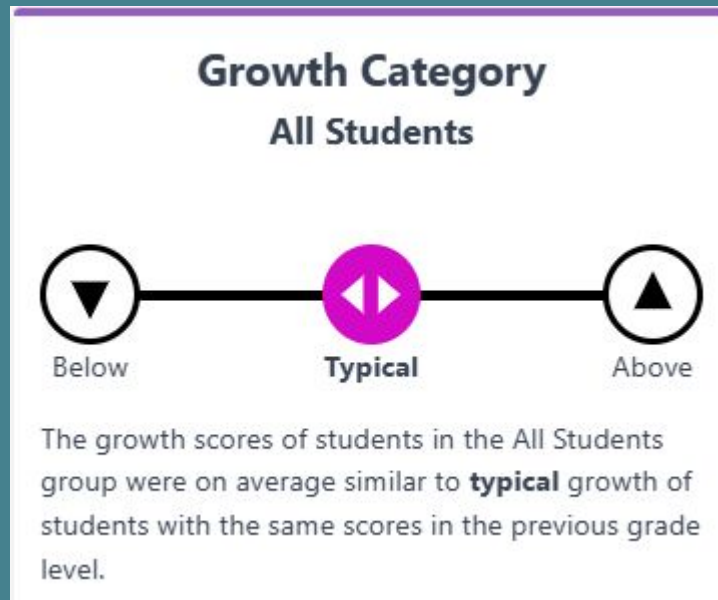 Growth Category
All Students
Below
Typical
Above
The growth scores of students in the All Students
group were on average similar to typical growth of
students with the same scores in the previous grade
level.